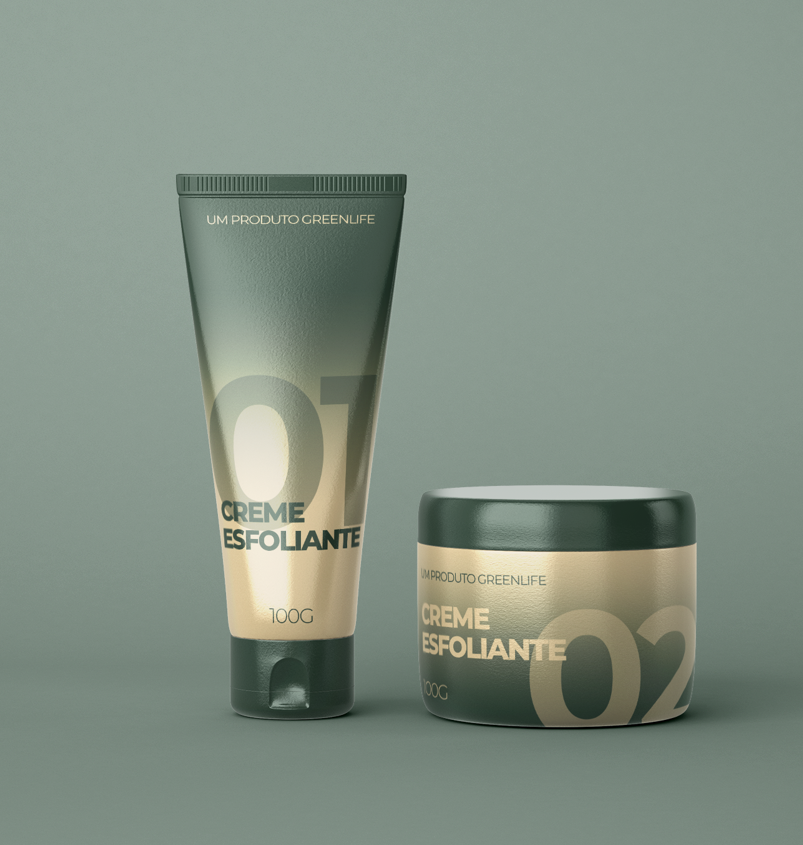 UM PRODUTO GREENLIFE
01
CREME
ESFOLIANTE
100G
UM PRODUTO GREENLIFE
CREME
ESFOLIANTE
02
100G